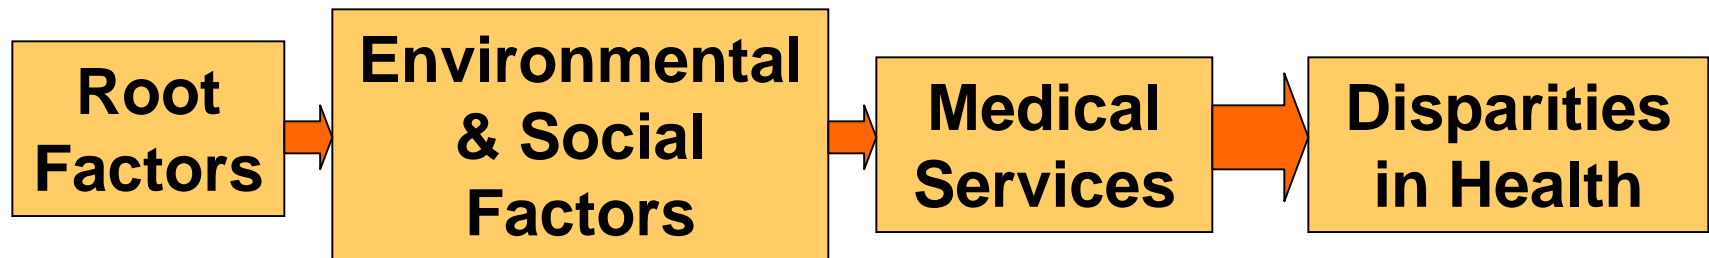 Root
Factors
Environmental
& Social
Factors
Medical
Services
Disparities
in Health